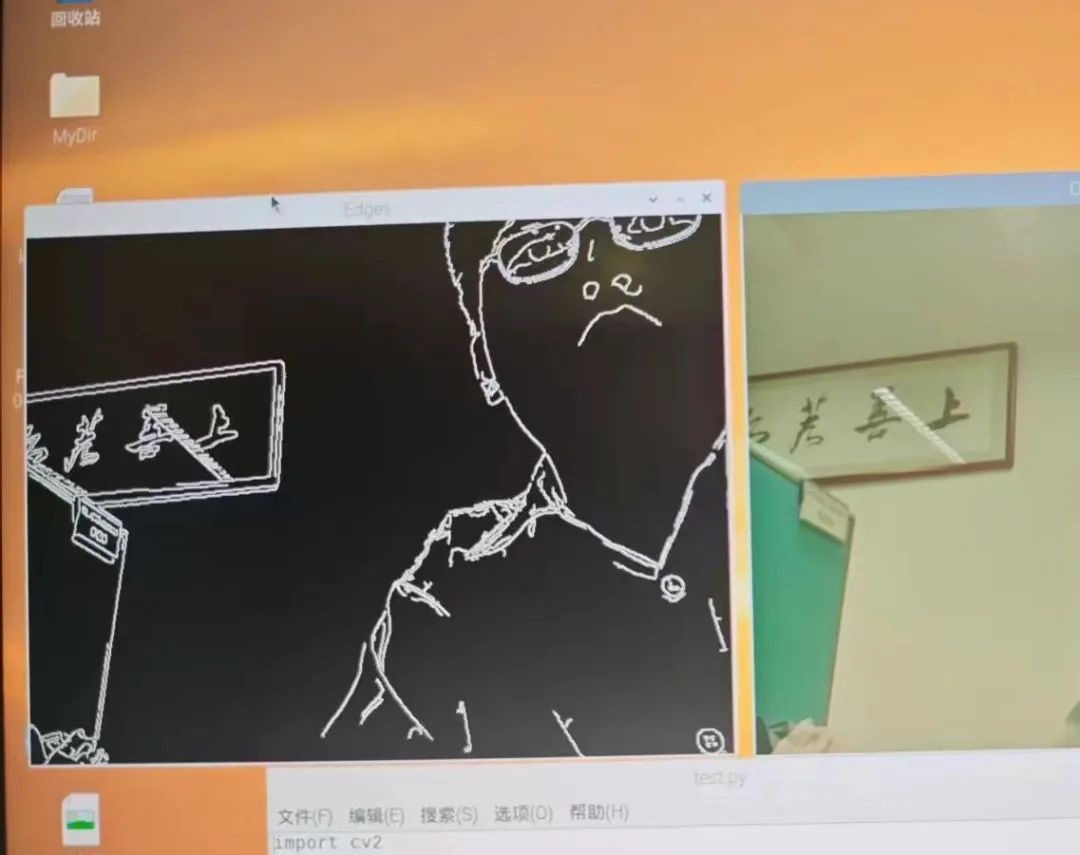 回收站
MyDir
Edges
上善若
上善若
test.py
文件(F) 编辑(E) 搜索(S) 选项(O) 帮助(H)
import cv2